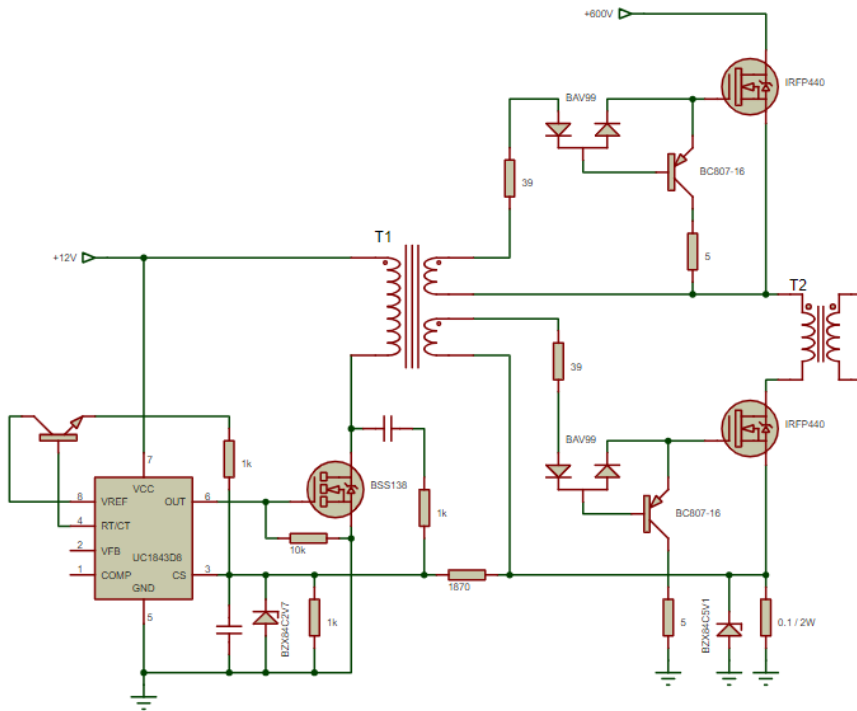 +600V
IRFP440
BAV99
BC807-16
39
5
T1
+12V
T2
39
IRFP440
BAV99
BC807-16
1k
BSS138
7
VCC
8
VREF
OUT
6
4
RT/CT
1k
10k
2
VFB
UC1843D8
1
COMP
CS
3
GND
5
1870
BZX84C2V7
1k
5
BZX84C5V1
0.1 / 2W